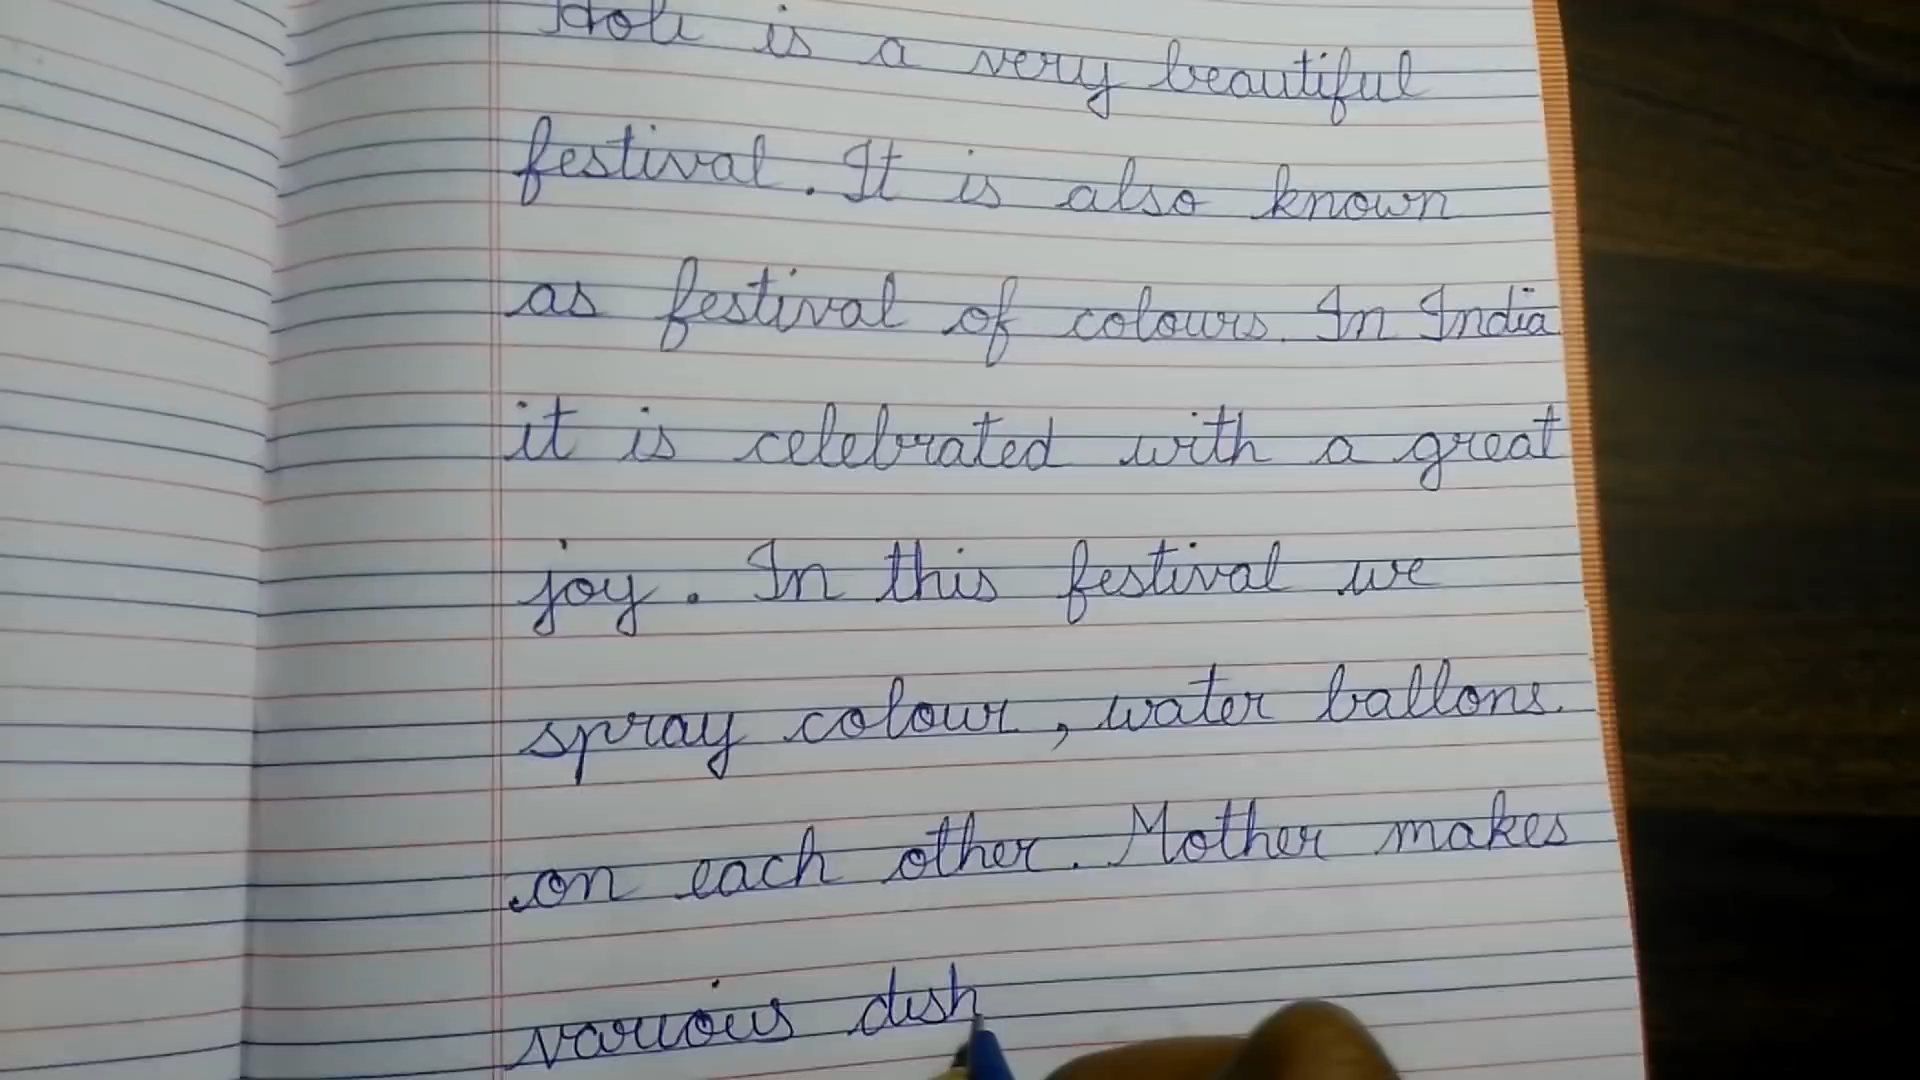 Holi is a very beautiful
festival. It is also known
as festival of colours. In India
it is celebrated with a great
joy. In this festival we
spray colour, water ballons.
on each other. Mother makes
various dish